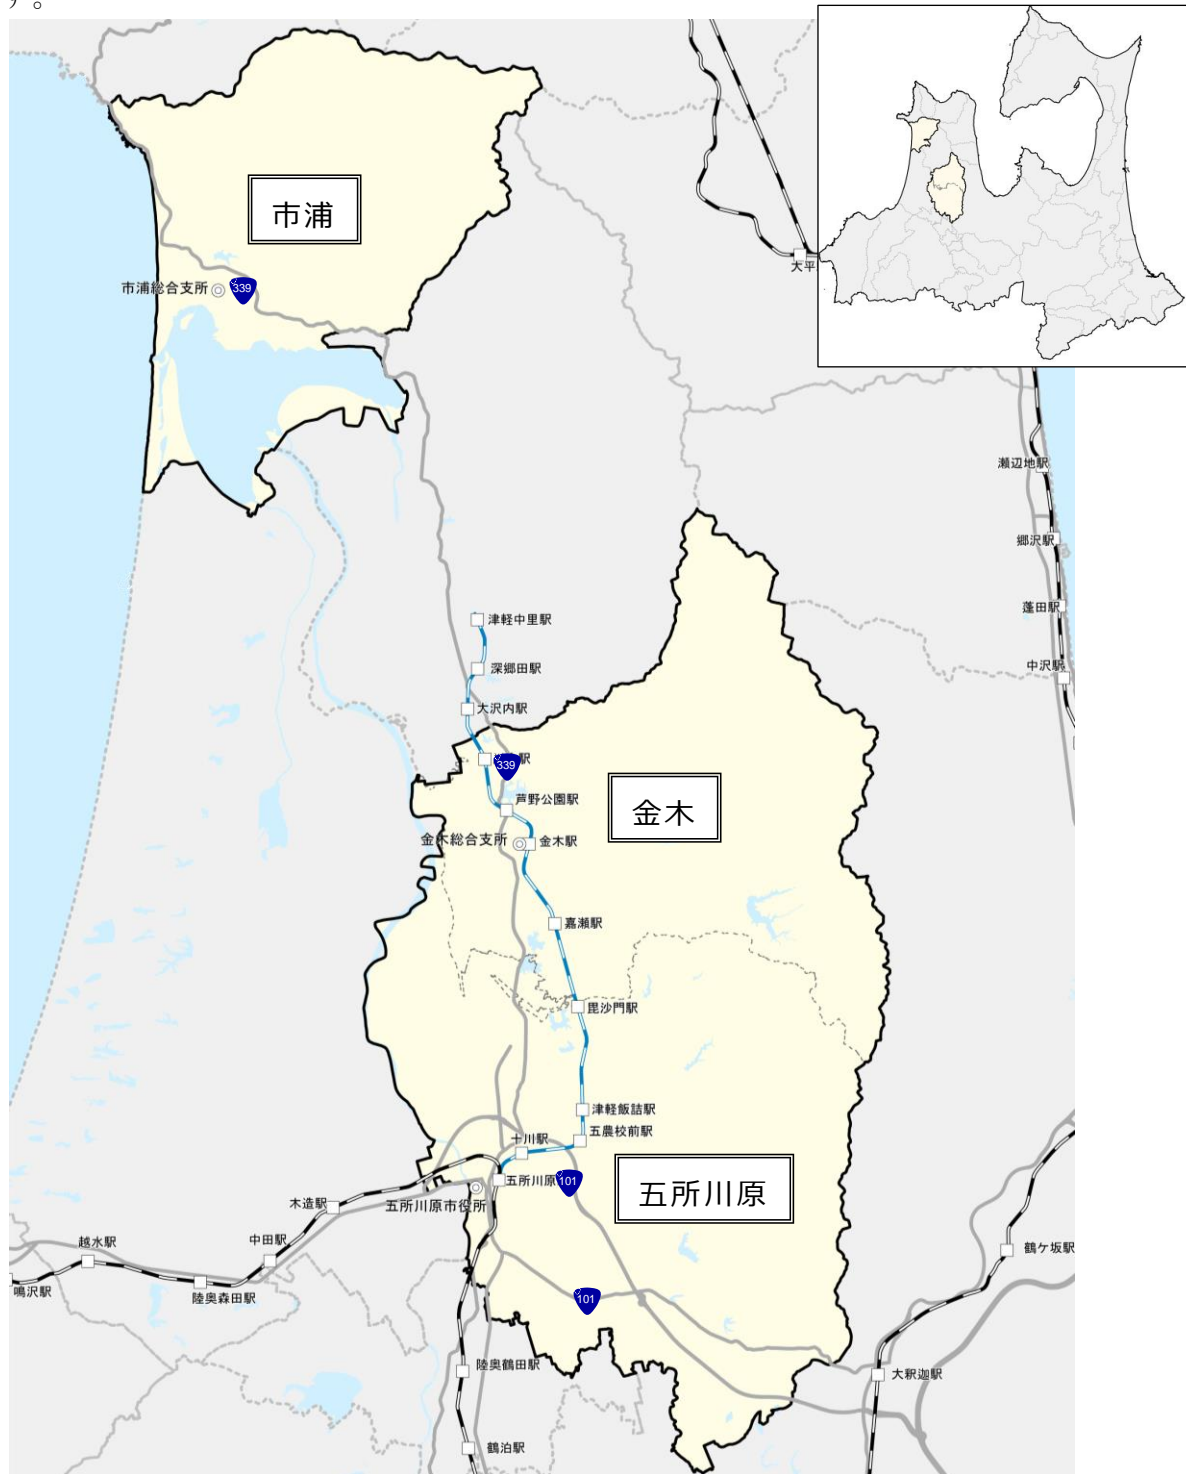 す。
市浦
市浦総合支所
339
大平
瀬辺地駅
郷沢駅
蓬田駅
中沢駅
津軽中里駅
深郷田駅
大沢内駅
駅
339
芦野公園駅
金木
金木総合支所
金木駅
嘉瀬駅
毘沙門駅
津軽飯詰駅
五農校前駅
十川駅
五所川原
101
五所川原
五所川原市役所
木造駅
中田駅
越水駅
鳴沢駅
陸奥森田駅
鶴ケ坂駅
101
陸奥鶴田駅
大釈迦駅
鶴泊駅